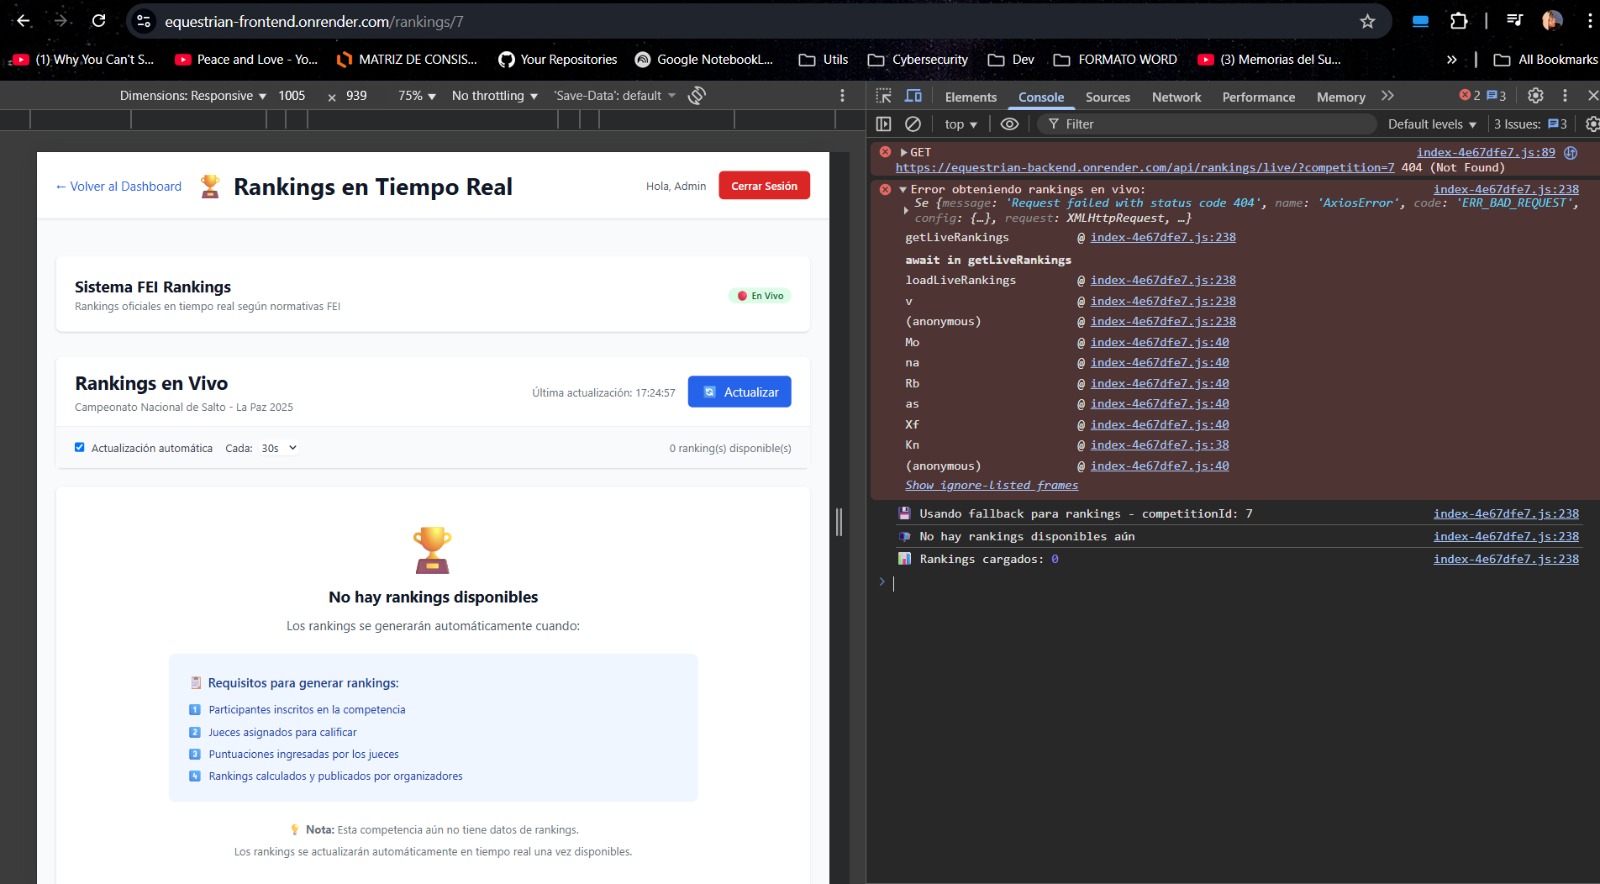 equestrian-frontend.onrender.com/rankings/7
(1) Why You Can't S... Peace and Love - Yo... MATRIZ DE CONSIS... Your Repositories Google NotebookL... Utils Cybersecurity Dev FORMATO WORD (3) Memorias del Su... » All Bookmarks
Dimensions: Responsive ▼ 1005 x 939 75% ▼ No throttling ▼ 'Save-Data': default ▼
← Volver al Dashboard Rankings en Tiempo Real Hola, Admin Cerrar Sesión
Sistema FEI Rankings
Rankings oficiales en tiempo real según normativas FEI
En Vivo
Rankings en Vivo
Campeonato Nacional de Salto - La Paz 2025
Última actualización: 17:24:57 Actualizar
Actualización automática Cada: 30s 0 ranking(s) disponible(s)
No hay rankings disponibles
Los rankings se generarán automáticamente cuando:
Requisitos para generar rankings:
1 Participantes inscritos en la competencia
2 Jueces asignados para calificar
3 Puntuaciones ingresadas por los jueces
4 Rankings calculados y publicados por organizadores
Nota: Esta competencia aún no tiene datos de rankings.
Los rankings se actualizarán automáticamente en tiempo real una vez disponibles.
Elements Console Sources Network Performance Memory » 2 3
top ▼ Filter Default levels ▼ 3 Issues: 3
▶ GET index-4e67dfe7.js:89
https://equestrian-backend.onrender.com/api/rankings/live/?competition=7 404 (Not Found)
▼ Error obteniendo rankings en vivo: index-4e67dfe7.js:238
Se {message: 'Request failed with status code 404', name: 'AxiosError', code: 'ERR_BAD_REQUEST',
▶ config: {…}, request: XMLHttpRequest, …}
getLiveRankings @ index-4e67dfe7.js:238
await in getLiveRankings
loadLiveRankings @ index-4e67dfe7.js:238
v @ index-4e67dfe7.js:238
(anonymous) @ index-4e67dfe7.js:238
Mo @ index-4e67dfe7.js:40
na @ index-4e67dfe7.js:40
Rb @ index-4e67dfe7.js:40
as @ index-4e67dfe7.js:40
Xf @ index-4e67dfe7.js:40
Kn @ index-4e67dfe7.js:38
(anonymous) @ index-4e67dfe7.js:40
Show ignore-listed frames
Usando fallback para rankings - competitionId: 7 index-4e67dfe7.js:238
No hay rankings disponibles aún index-4e67dfe7.js:238
Rankings cargados: 0 index-4e67dfe7.js:238